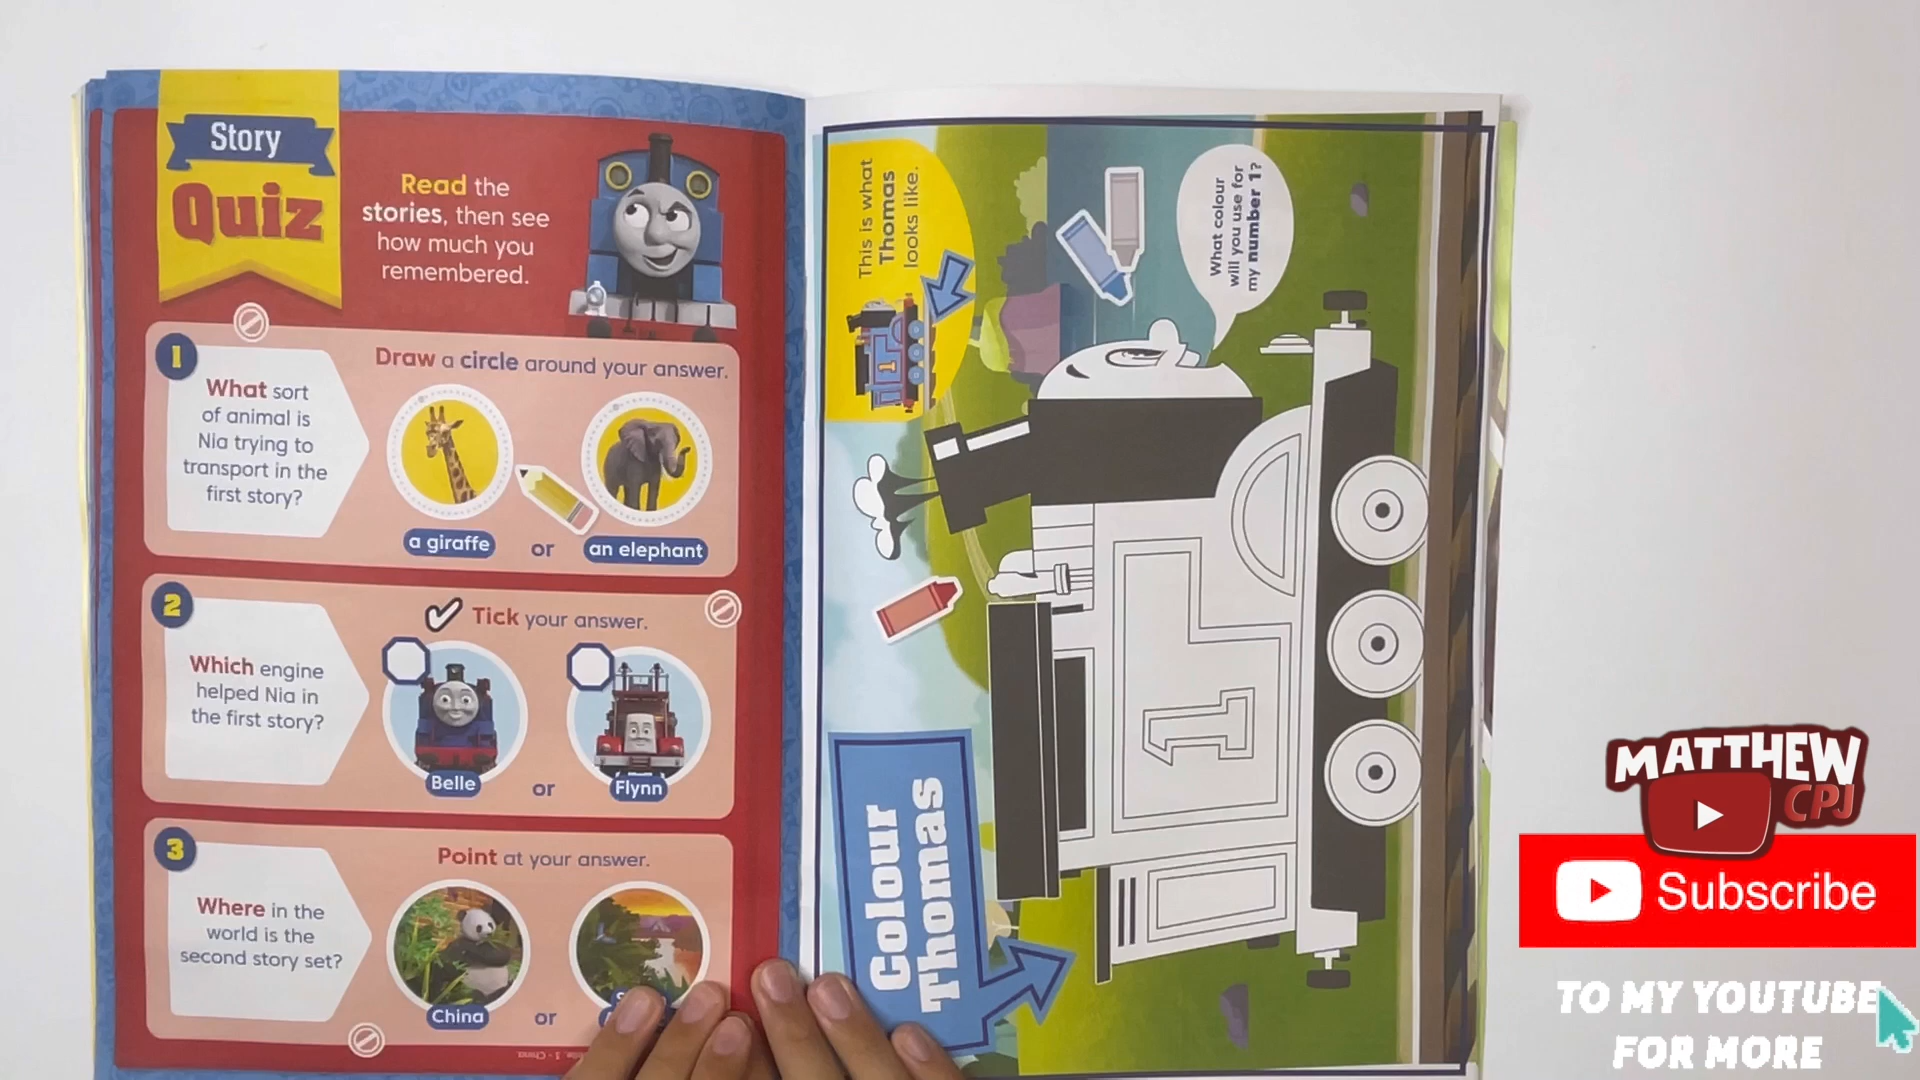 Story
Quiz
Read the
stories, then see
how much you
remembered.
1
What sort
of animal is
Nia trying to
transport in the
first story?
Draw a circle around your answer.
a giraffe
or
an elephant
2
Which engine
helped Nia in
the first story?
Tick your answer.
Belle
or
Flynn
3
Where in the
world is the
second story set?
Point at your answer.
China
or
This is what
Thomas
looks like.
What colour
will you use for
my number 1?
1
1
Colour
Thomas
MATTHEW
CPJ
Subscribe
TO MY YOUTUBE
FOR MORE